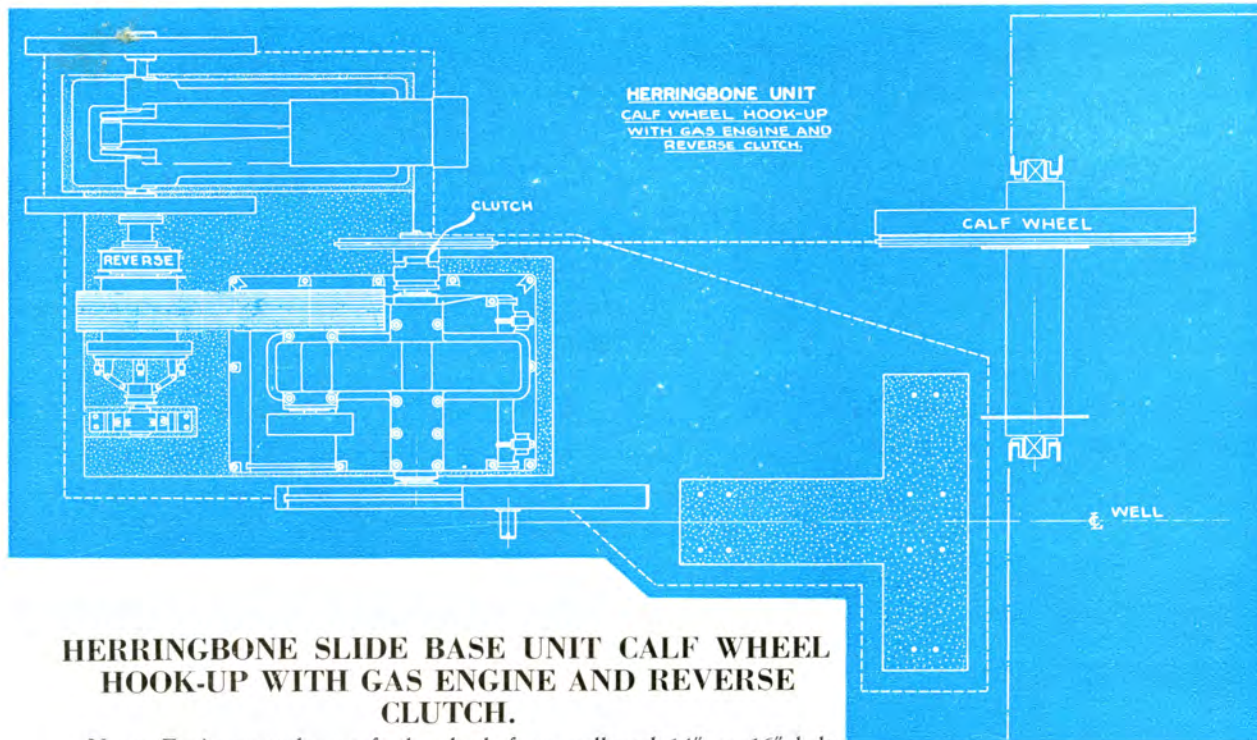 HERRINGBONE UNIT
CALF WHEEL HOOK-UP
WITH GAS ENGINE AND
REVERSE CLUTCH.
CLUTCH
CALF WHEEL
REVERSE
℄ WELL
HERRINGBONE SLIDE BASE UNIT CALF WHEEL
HOOK-UP WITH GAS ENGINE AND REVERSE
CLUTCH.